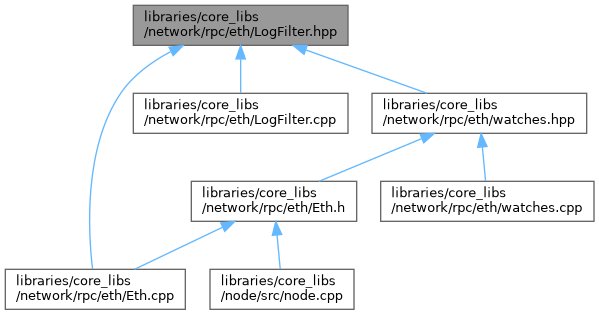 libraries/core_libs
/network/rpc/eth/LogFilter.hpp
libraries/core_libs
/network/rpc/eth/LogFilter.cpp
libraries/core_libs
/network/rpc/eth/watches.hpp
libraries/core_libs
/network/rpc/eth/Eth.h
libraries/core_libs
/network/rpc/eth/watches.cpp
libraries/core_libs
/network/rpc/eth/Eth.cpp
libraries/core_libs
/node/src/node.cpp